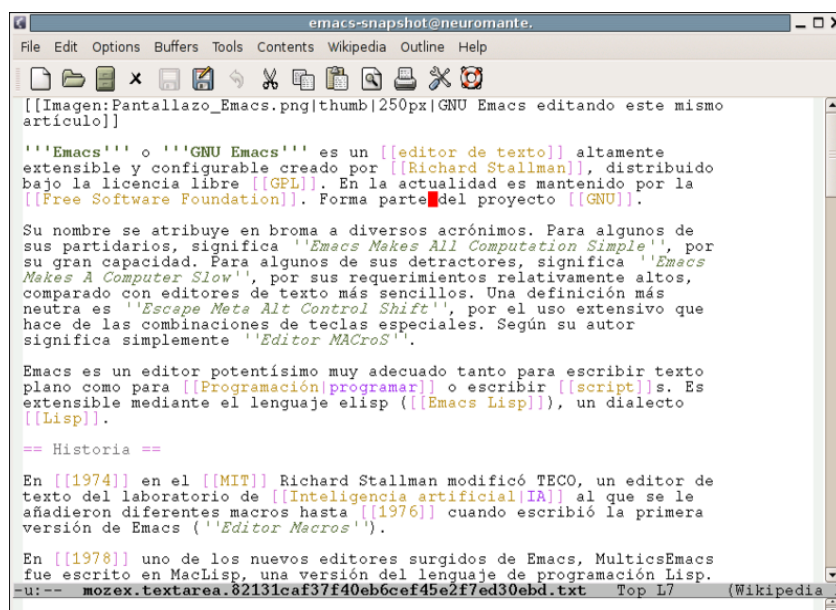 emacs-snapshot@neuromante.
File Edit Options Buffers Tools Contents Wikipedia Outline Help
[[Imagen:Pantallazo_Emacs.png|thumb|250px|GNU Emacs editando este mismo
artículo]]
'''Emacs''' o '''GNU Emacs''' es un [[editor de texto]] altamente
extensible y configurable creado por [[Richard Stallman]], distribuido
bajo la licencia libre [[GPL]]. En la actualidad es mantenido por la
[[Free Software Foundation]]. Forma parte del proyecto [[GNU]].
Su nombre se atribuye en broma a diversos acrónimos. Para algunos de
sus partidarios, significa ''Emacs Makes All Computation Simple'', por
su gran capacidad. Para algunos de sus detractores, significa ''Emacs
Makes A Computer Slow'', por sus requerimientos relativamente altos,
comparado con editores de texto más sencillos. Una definición más
neutra es ''Escape Meta Alt Control Shift'', por el uso extensivo que
hace de las combinaciones de teclas especiales. Según su autor
significa simplemente ''Editor MACroS''.
Emacs es un editor potentísimo muy adecuado tanto para escribir texto
plano como para [[Programación|programar]] o escribir [[script]]s. Es
extensible mediante el lenguaje elisp ([[Emacs Lisp]]), un dialecto
[[Lisp]].
== Historia ==
En [[1974]] en el [[MIT]] Richard Stallman modificó TECO, un editor de
texto del laboratorio de [[Inteligencia artificial|IA]] al que se le
añadieron diferentes macros hasta [[1976]] cuando escribió la primera
versión de Emacs (''Editor Macros'').
En [[1978]] uno de los nuevos editores surgidos de Emacs, MulticsEmacs
fue escrito en MacLisp, una versión del lenguaje de programación Lisp.
-u:-- mozex.textarea.82131caf37f40eb6cef45e2f7ed30ebd.txt Top L7 (Wikipedia